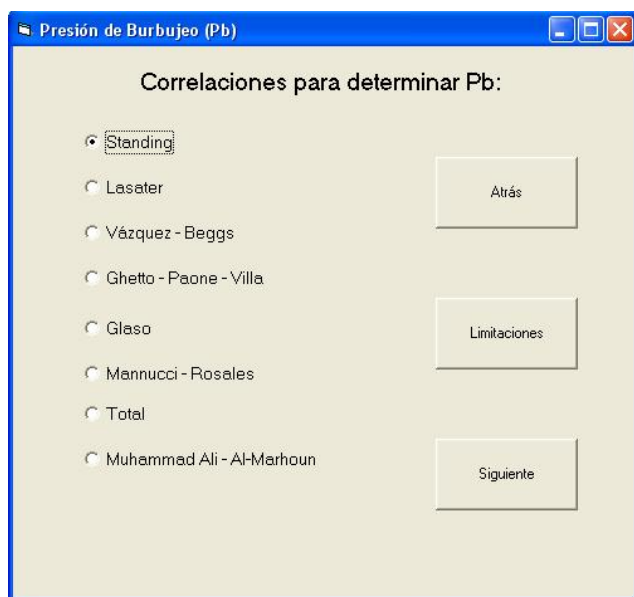 Presión de Burbujeo (Pb)
Correlaciones para determinar Pb:
Standing
Lasater
Vázquez - Beggs
Ghetto - Paone - Villa
Glaso
Mannucci - Rosales
Total
Muhammad Ali - Al-Marhoun
Atrás
Limitaciones
Siguiente